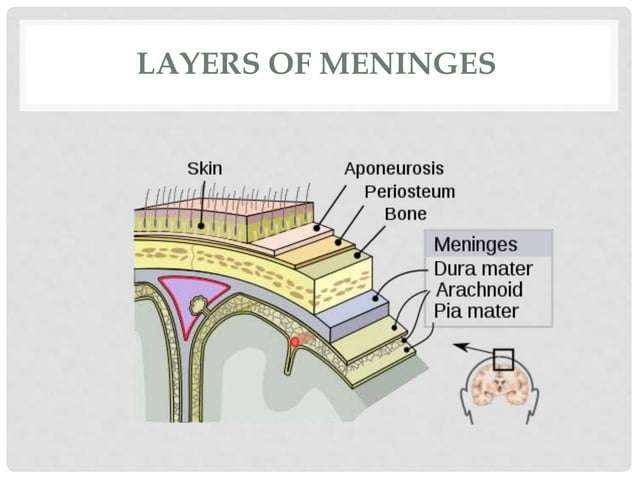 LAYERS OF MENINGES
Skin
Aponeurosis
Periosteum
Bone
Meninges
Dura mater
Arachnoid
Pia mater